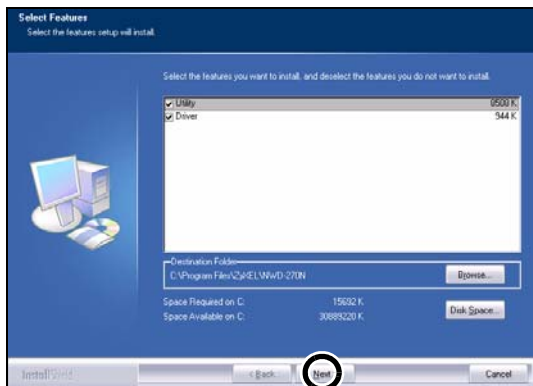 Select Features
Select the features setup will install.
Select the features you want to install, and deselect the features you do not want to install.
Utility 8500 K
Driver 944 K
Destination Folder
C:\Program Files\ZyXEL\NWD-270N
Browse...
Space Required on C: 15692 K
Space Available on C: 30889220 K
Disk Space...
InstallShield
< Back
Next
Cancel